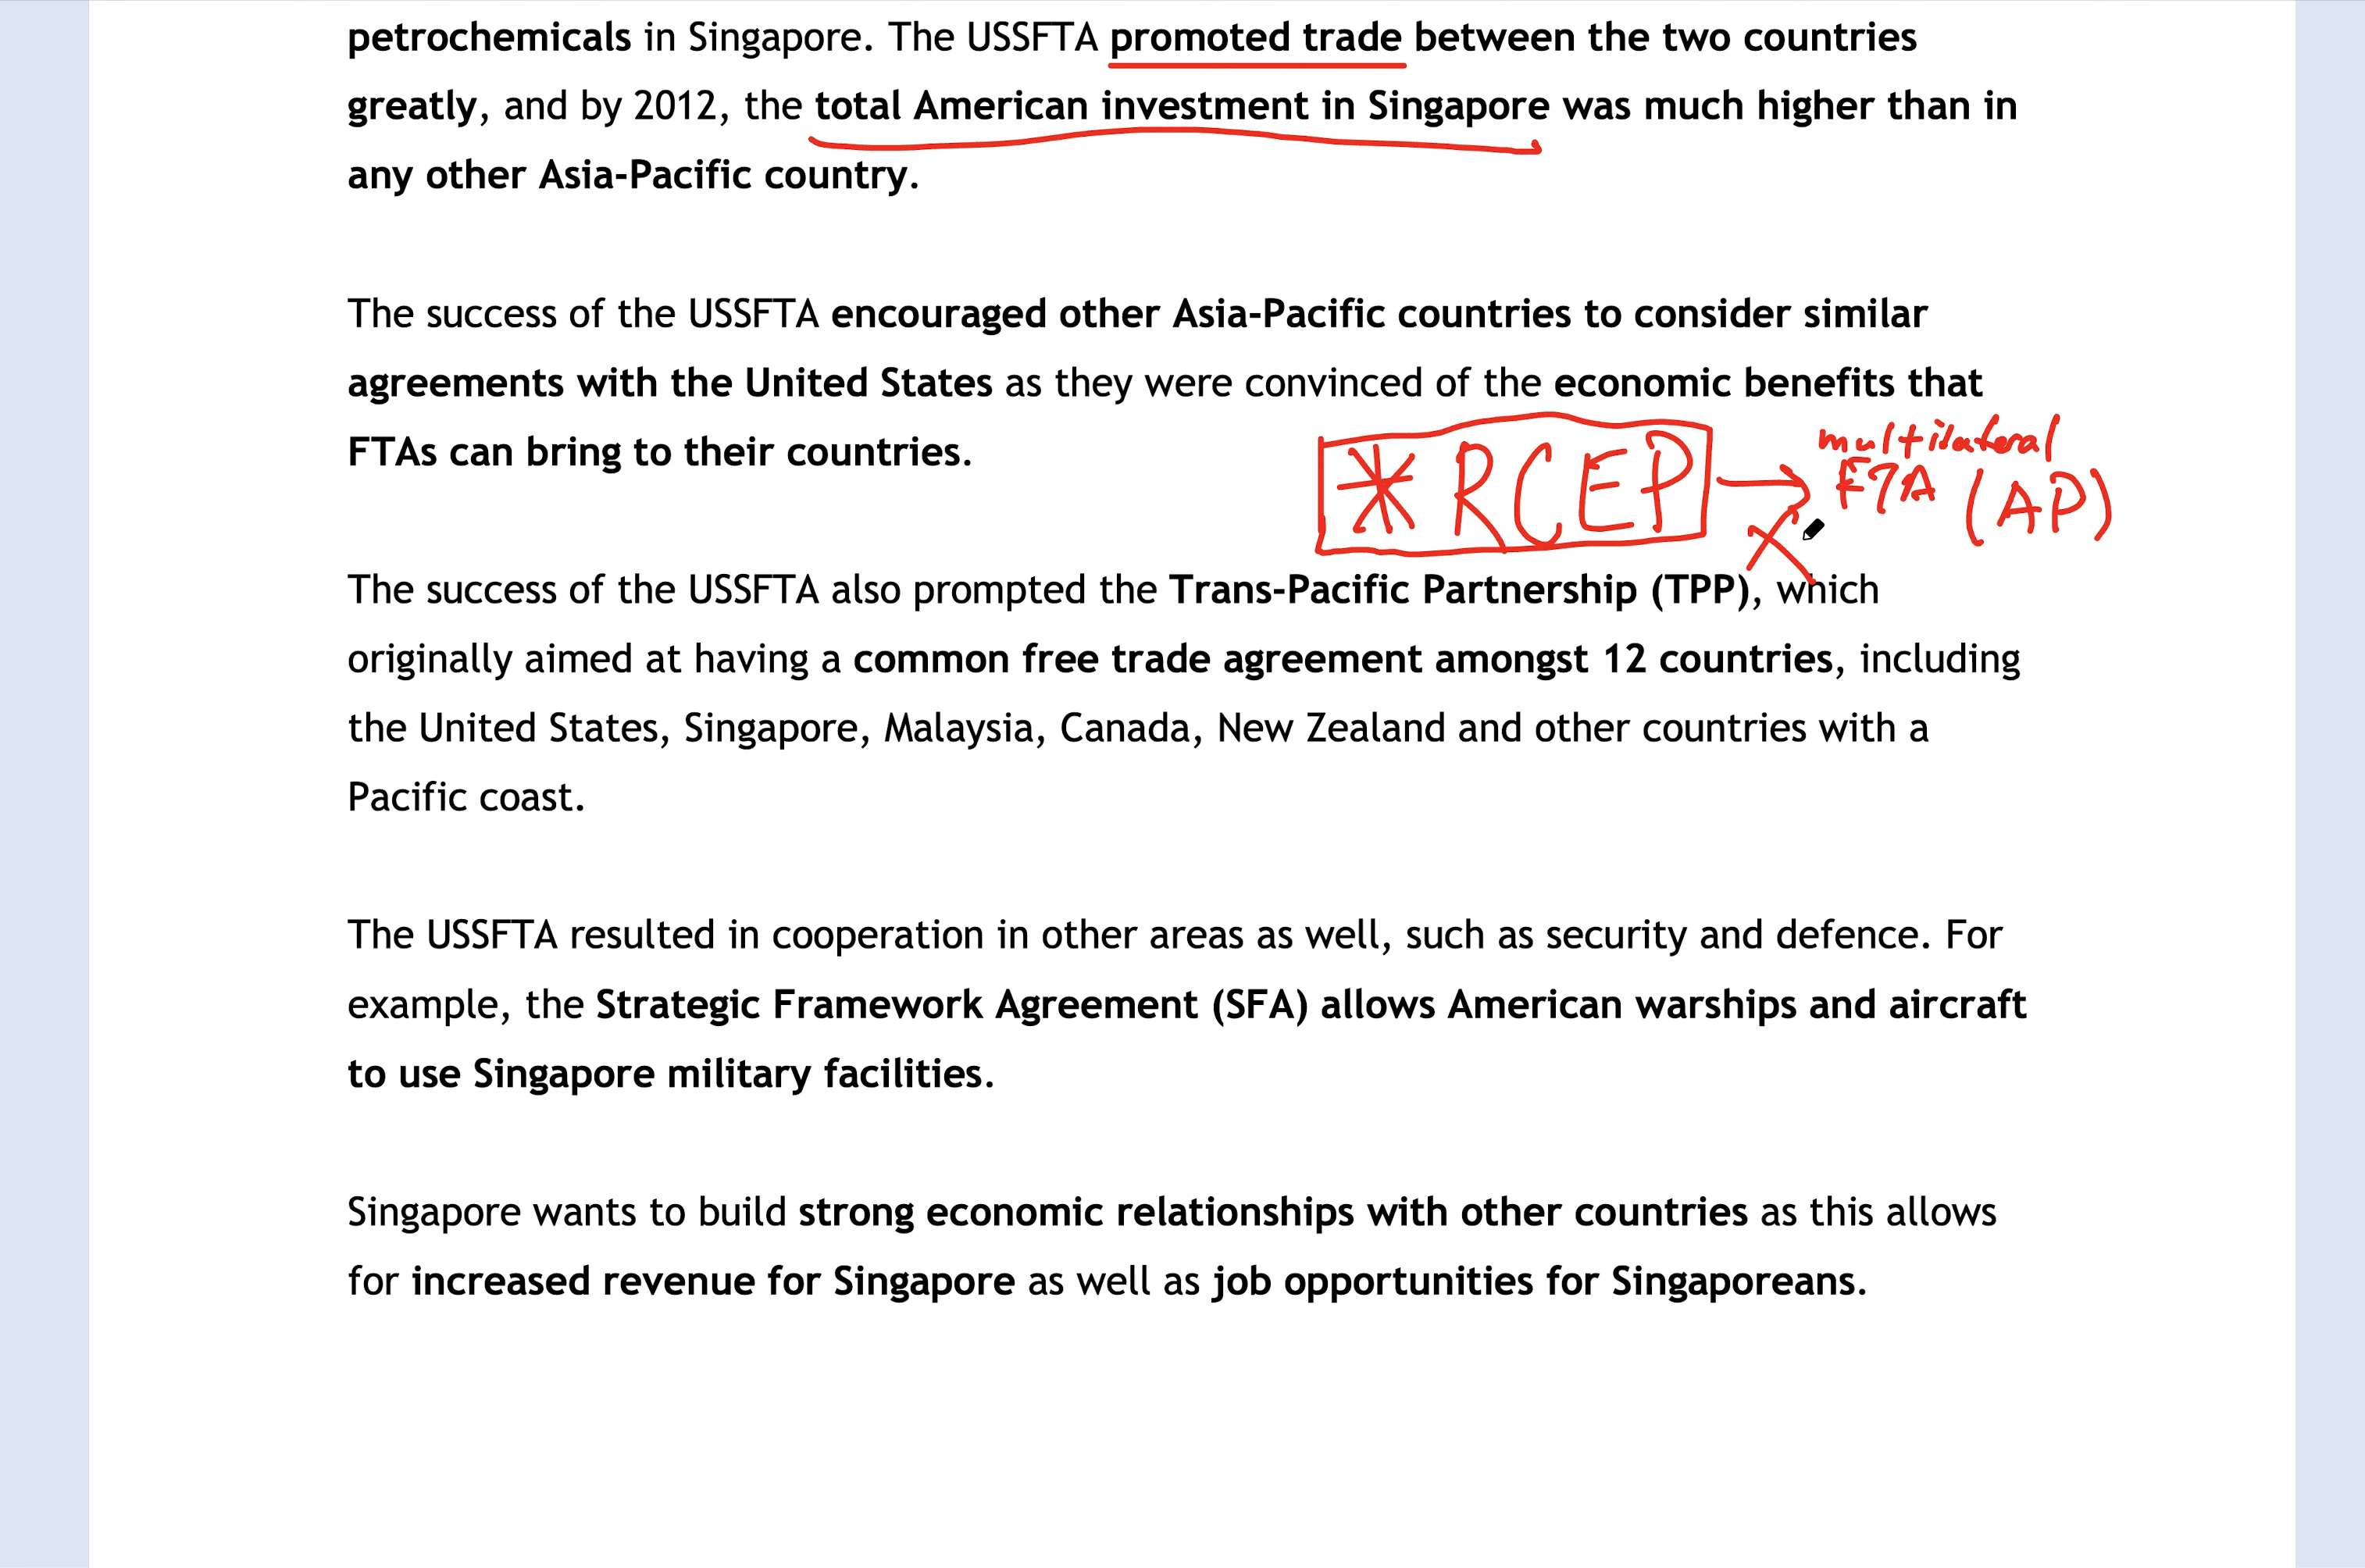 petrochemicals in Singapore. The USSFTA promoted trade between the two countries
greatly, and by 2012, the total American investment in Singapore was much higher than in
any other Asia-Pacific country.
The success of the USSFTA encouraged other Asia-Pacific countries to consider similar
agreements with the United States as they were convinced of the economic benefits that
FTAs can bring to their countries.
* RCEP → multilateral
FTA (AP)
The success of the USSFTA also prompted the Trans-Pacific Partnership (TPP), which
originally aimed at having a common free trade agreement amongst 12 countries, including
the United States, Singapore, Malaysia, Canada, New Zealand and other countries with a
Pacific coast.
The USSFTA resulted in cooperation in other areas as well, such as security and defence. For
example, the Strategic Framework Agreement (SFA) allows American warships and aircraft
to use Singapore military facilities.
Singapore wants to build strong economic relationships with other countries as this allows
for increased revenue for Singapore as well as job opportunities for Singaporeans.